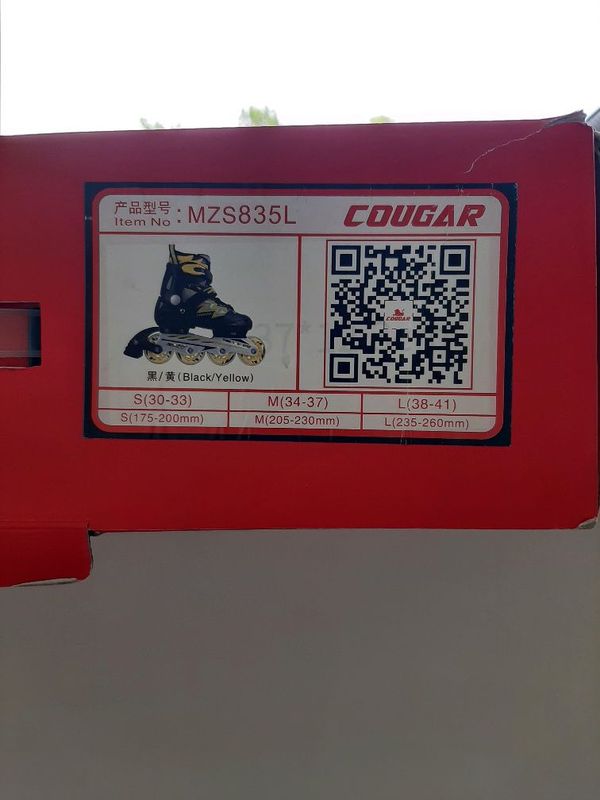 产品型号: MZS835L
Item No
COUGAR
COUGAR
黑/黄(Black/Yellow)
S(30-33) M(34-37) L(38-41)
S(175-200mm) M(205-230mm) L(235-260mm)